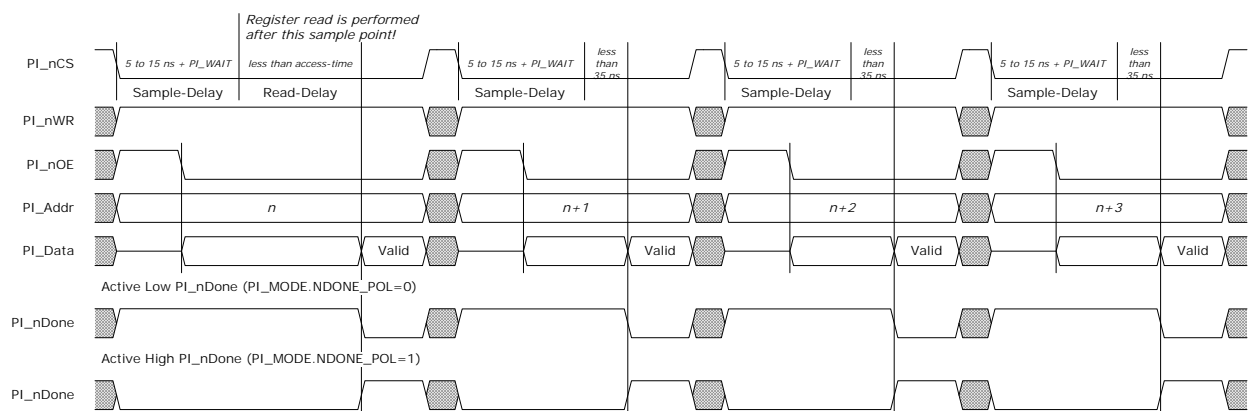 Register read is performed
after this sample point!
PI_nCS
5 to 15 ns + PI_WAIT
less than access-time
5 to 15 ns + PI_WAIT
less
than
35 ns
5 to 15 ns + PI_WAIT
less
than
35 ns
5 to 15 ns + PI_WAIT
less
than
35 ns
Sample-Delay
Read-Delay
Sample-Delay
Sample-Delay
Sample-Delay
PI_nWR
PI_nOE
PI_Addr
n
n+1
n+2
n+3
PI_Data
Valid
Valid
Valid
Valid
Active Low PI_nDone (PI_MODE.NDONE_POL=0)
PI_nDone
Active High PI_nDone (PI_MODE.NDONE_POL=1)
PI_nDone